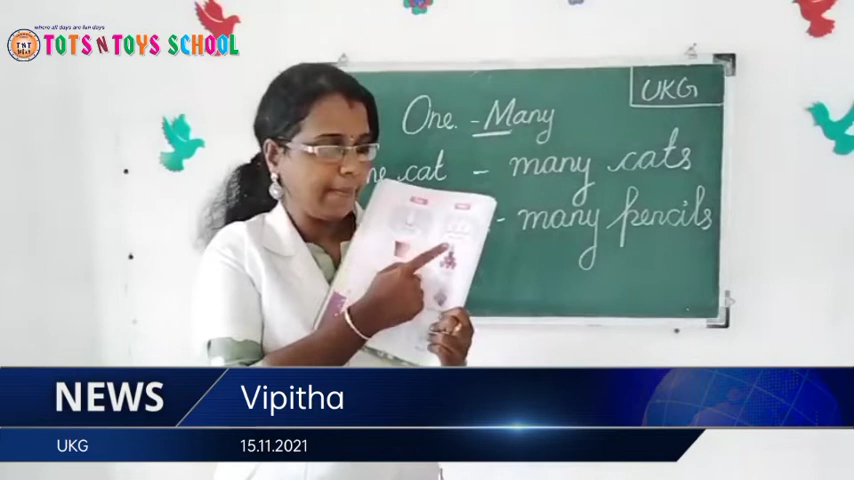 where all days are fun days
TNT
TOTS N TOYS SCHOOL
UKG
One. - Many
cat - many cats
- many pencils
NEWS
Vipitha
UKG
15.11.2021